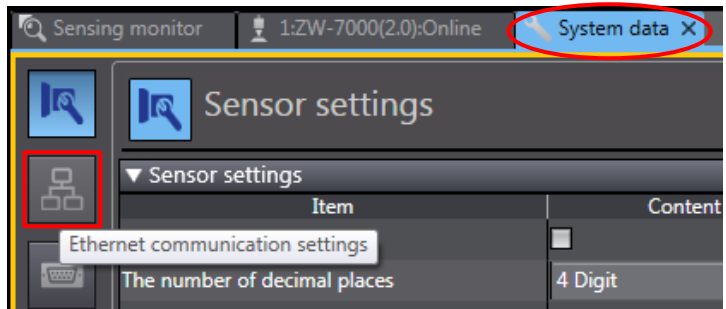 Sensing monitor 1:ZW-7000(2.0):Online System data ×
Sensor settings
▼ Sensor settings
Item Content
Ethernet communication settings
The number of decimal places 4 Digit